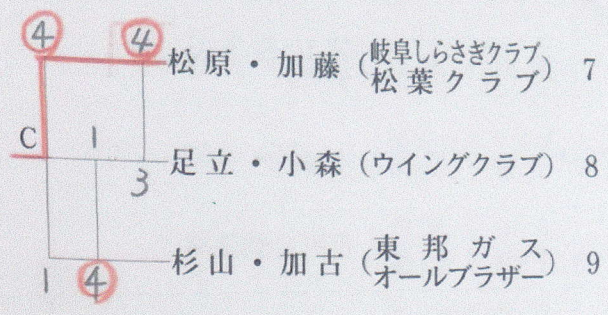 ④ ④
松原・加藤(岐阜しらさぎクラブ 松葉クラブ) 7
C 1
足立・小森(ウイングクラブ) 8
3
杉山・加古(東邦ガス オールブラザー) 9
1 ④